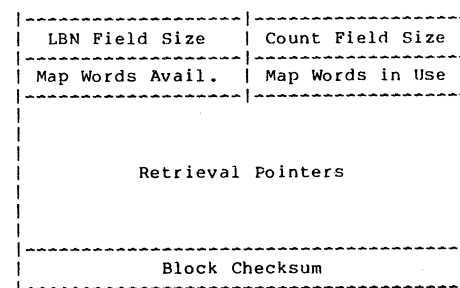 LBN Field Size | Count Field Size
Map Words Avail. | Map Words in Use
Retrieval Pointers
Block Checksum